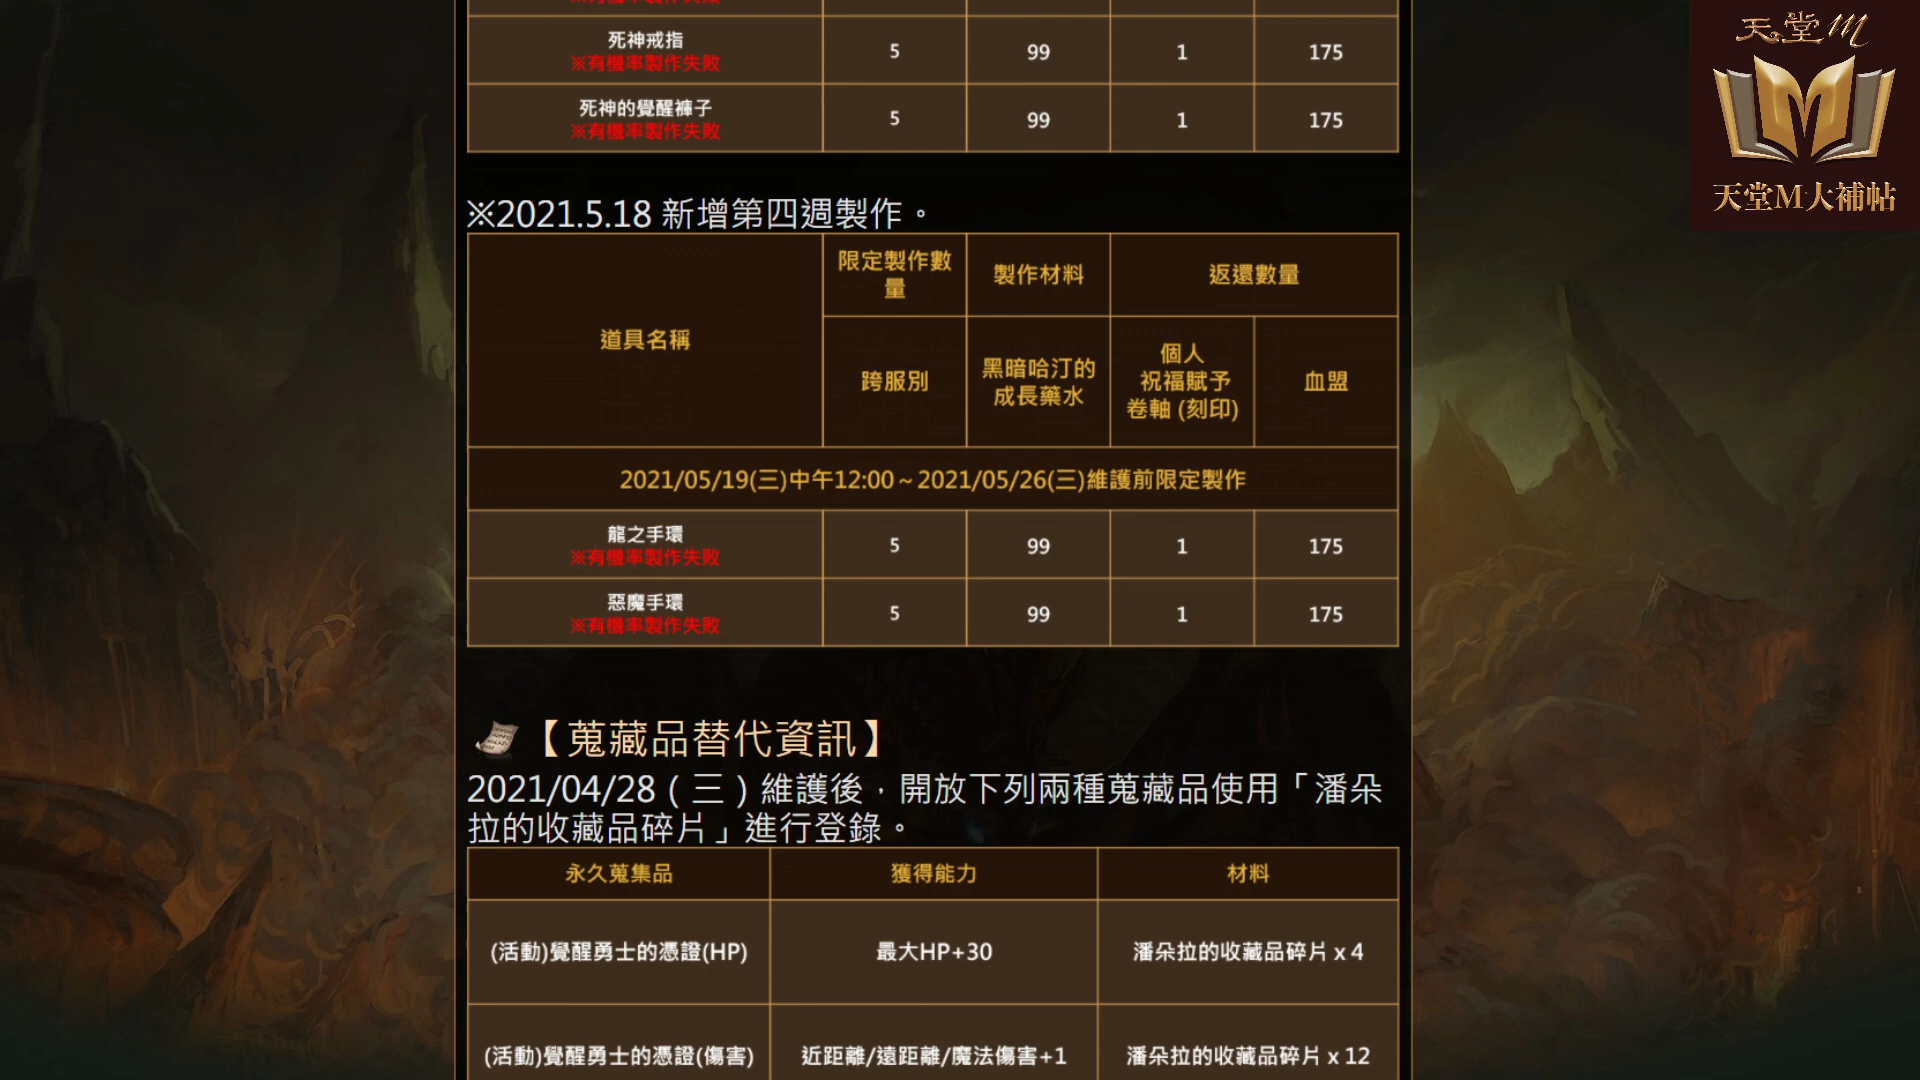 ※有機率製作失敗
死神戒指
※有機率製作失敗
5
99
1
175
死神的覺醒褲子
※有機率製作失敗
5
99
1
175
天堂M
天堂M大補帖
※2021.5.18 新增第四週製作。
道具名稱
限定製作數
量
製作材料
返還數量
跨服別
黑暗哈汀的
成長藥水
個人
祝福賦予
卷軸 (刻印)
血盟
2021/05/19(三)中午12:00～2021/05/26(三)維護前限定製作
龍之手環
※有機率製作失敗
5
99
1
175
惡魔手環
※有機率製作失敗
5
99
1
175
【蒐藏品替代資訊】
2021/04/28（三）維護後，開放下列兩種蒐藏品使用「潘朵
拉的收藏品碎片」進行登錄。
永久蒐集品
獲得能力
材料
(活動)覺醒勇士的憑證(HP)
最大HP+30
潘朵拉的收藏品碎片 x 4
(活動)覺醒勇士的憑證(傷害)
近距離/遠距離/魔法傷害+1
潘朵拉的收藏品碎片 x 12